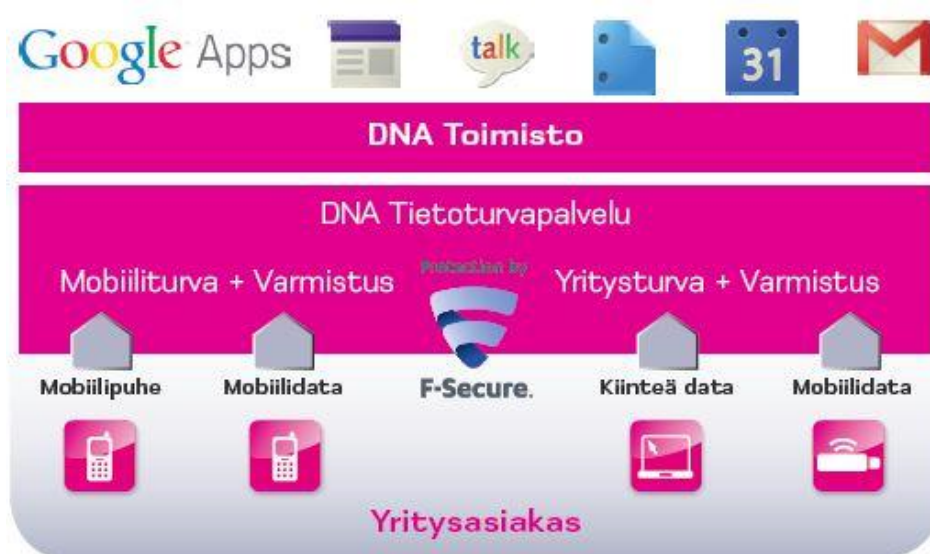 Google Apps talk 31
DNA Toimisto
DNA Tietoturvapalvelu
Protection by
Mobiiliturva + Varmistus Yritysturva + Varmistus
Mobiilipuhe Mobiilidata F-Secure. Kiinteä data Mobiilidata
Yritysasiakas